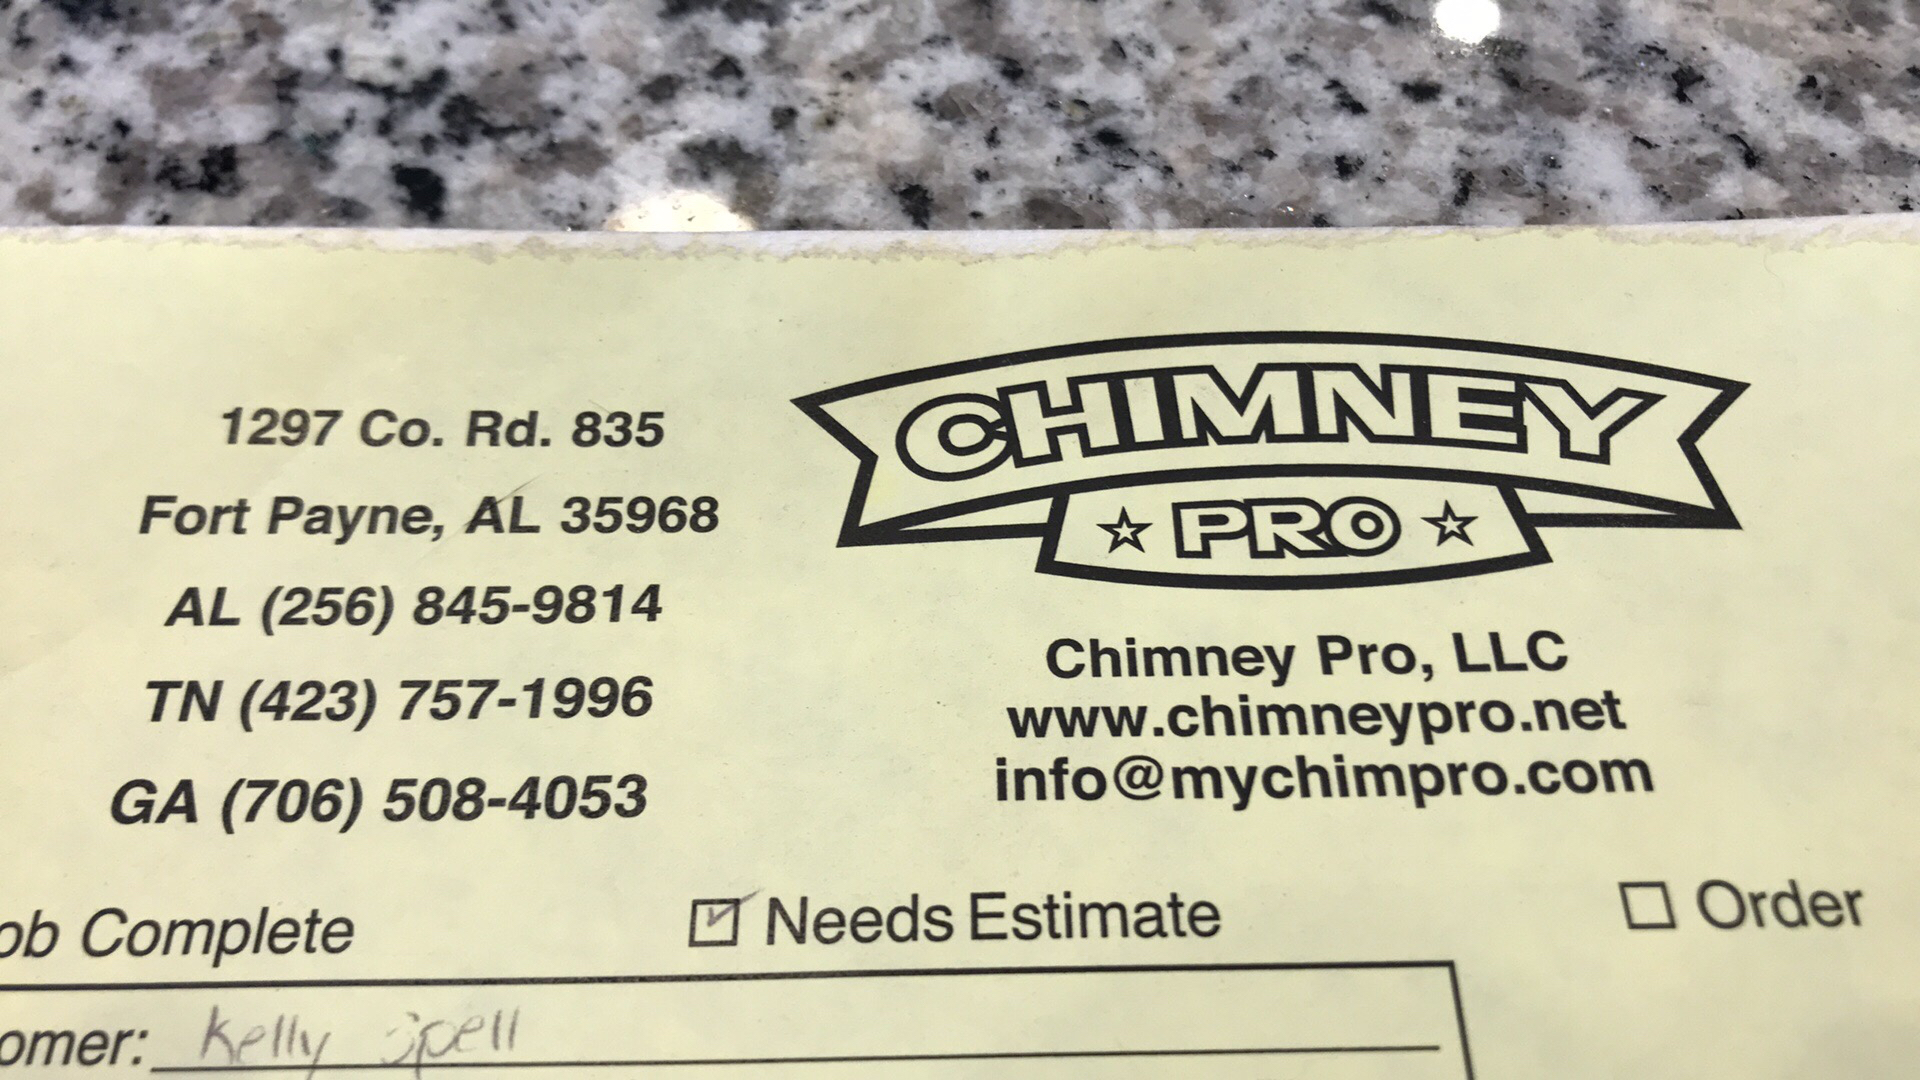 1297 Co. Rd. 835
Fort Payne, AL 35968
AL (256) 845-9814
TN (423) 757-1996
GA (706) 508-4053
CHIMNEY
PRO
Chimney Pro, LLC
www.chimneypro.net
info@mychimpro.com
ob Complete
Needs Estimate
Order
omer: Kelly Spell